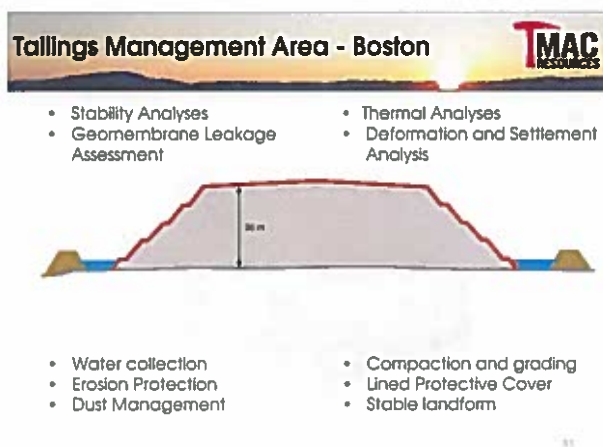 Tailings Management Area - Boston
TMAC
RESOURCES
• Stability Analyses
• Geomembrane Leakage
Assessment
• Thermal Analyses
• Deformation and Settlement
Analysis
• Water collection
• Erosion Protection
• Dust Management
• Compaction and grading
• Lined Protective Cover
• Stable landform